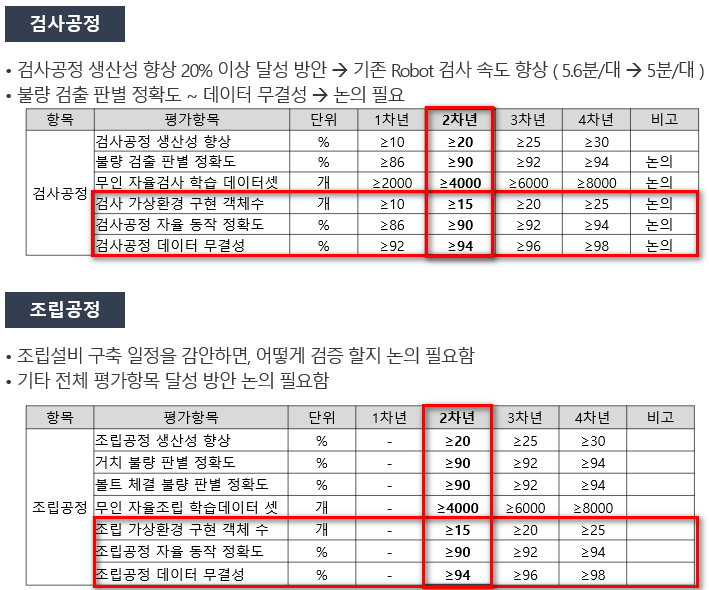 검사공정
• 검사공정 생산성 향상 20% 이상 달성 방안 → 기존 Robot 검사 속도 향상 ( 5.6분/대 → 5분/대 )
• 불량 검출 판별 정확도 ~ 데이터 무결성 → 논의 필요
항목 평가항목 단위 1차년 2차년 3차년 4차년 비고
검사공정 생산성 향상 % ≥10 ≥20 ≥25 ≥30
불량 검출 판별 정확도 % ≥86 ≥90 ≥92 ≥94 논의
무인 자율검사 학습 데이터셋 개 ≥2000 ≥4000 ≥6000 ≥8000 논의
검사공정 검사 가상환경 구현 객체수 개 ≥10 ≥15 ≥20 ≥25 논의
검사공정 자율 동작 정확도 % ≥86 ≥90 ≥92 ≥94 논의
검사공정 데이터 무결성 % ≥92 ≥94 ≥96 ≥98 논의
조립공정
• 조립설비 구축 일정을 감안하면, 어떻게 검증 할지 논의 필요함
• 기타 전체 평가항목 달성 방안 논의 필요함
항목 평가항목 단위 1차년 2차년 3차년 4차년 비고
조립공정 생산성 향상 % - ≥20 ≥25 ≥30
거치 불량 판별 정확도 % - ≥90 ≥92 ≥94
볼트 체결 불량 판별 정확도 % - ≥90 ≥92 ≥94
조립공정 무인 자율조립 학습데이터 셋 개 - ≥4000 ≥6000 ≥8000
조립 가상환경 구현 객체 수 개 - ≥15 ≥20 ≥25
조립공정 자율 동작 정확도 % - ≥90 ≥92 ≥94
조립공정 데이터 무결성 % - ≥94 ≥96 ≥98